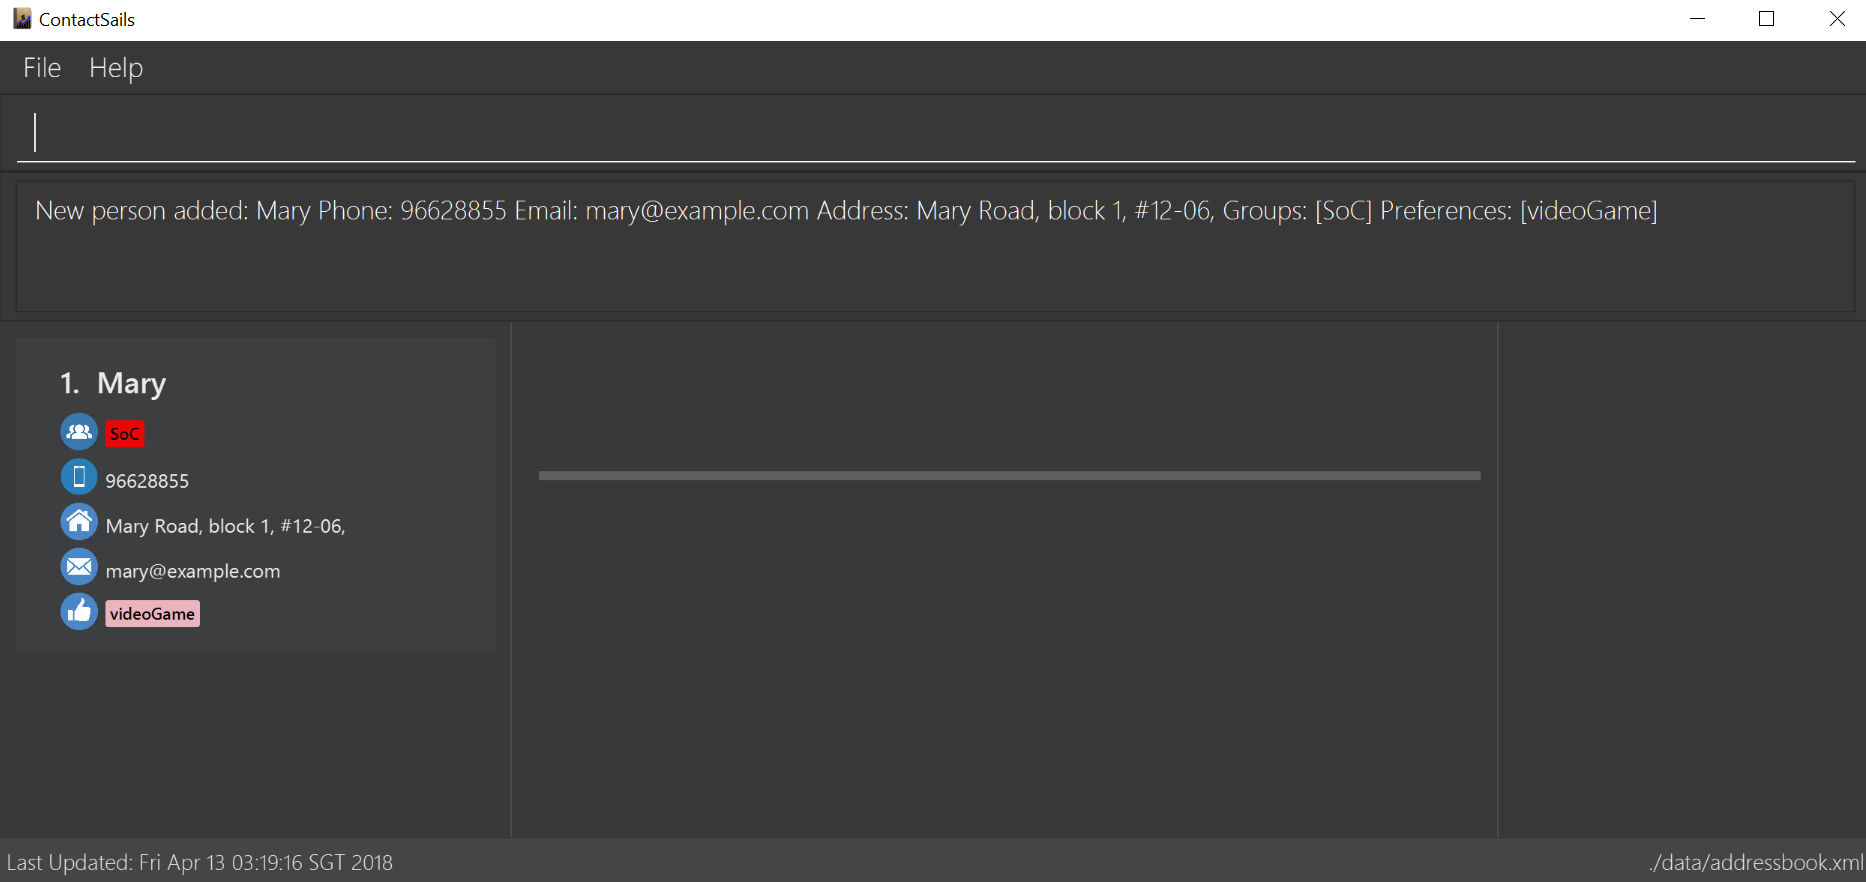 ContactSails
File Help
New person added: Mary Phone: 96628855 Email: mary@example.com Address: Mary Road, block 1, #12-06, Groups: [SoC] Preferences: [videoGame]
1. Mary
SoC
96628855
Mary Road, block 1, #12-06,
mary@example.com
videoGame
Last Updated: Fri Apr 13 03:19:16 SGT 2018
./data/addressbook.xml